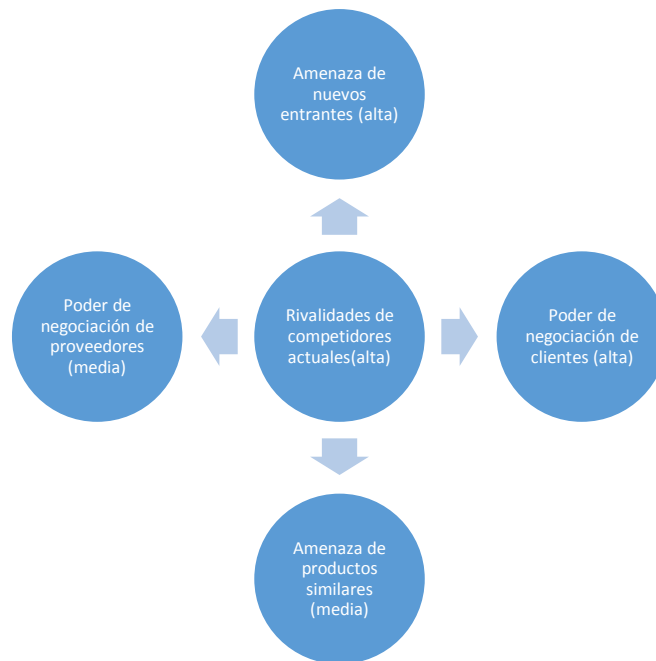 Amenaza de
nuevos
entrantes (alta)
Poder de
negociación de
proveedores
(media)
Rivalidades de
competidores
actuales(alta)
Poder de
negociación de
clientes (alta)
Amenaza de
productos
similares
(media)